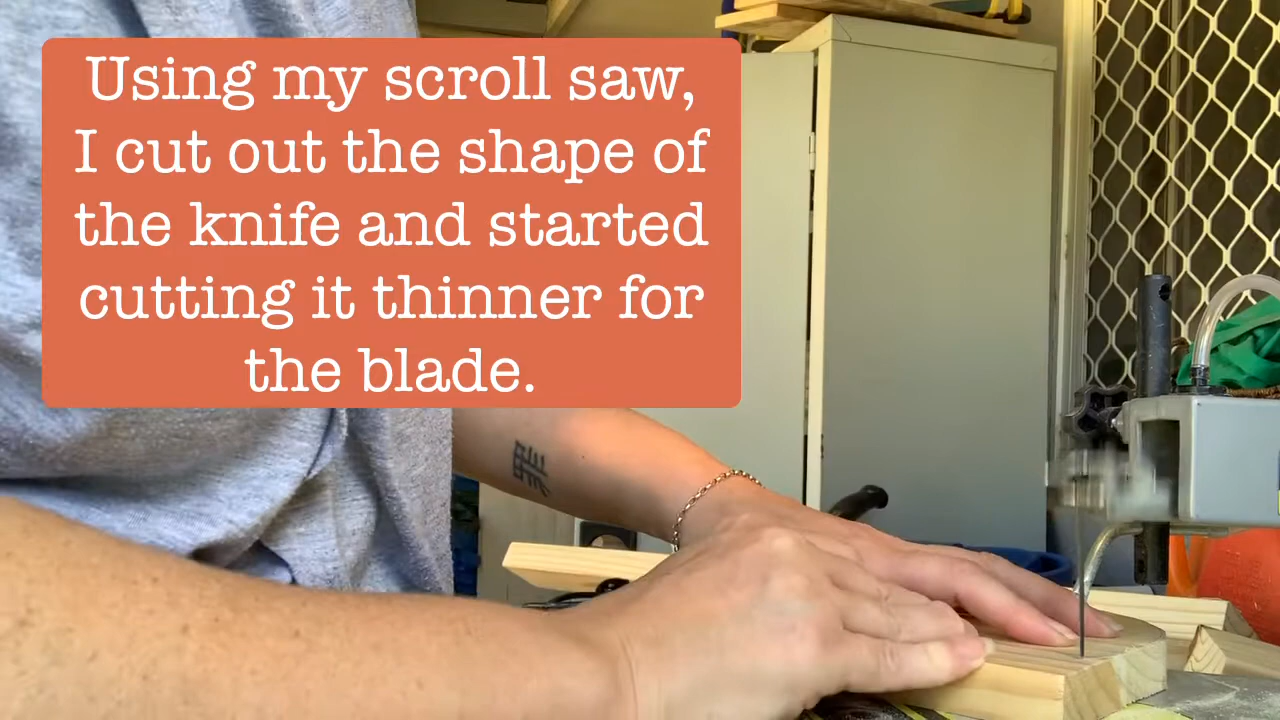 Using my scroll saw,
I cut out the shape of
the knife and started
cutting it thinner for
the blade.